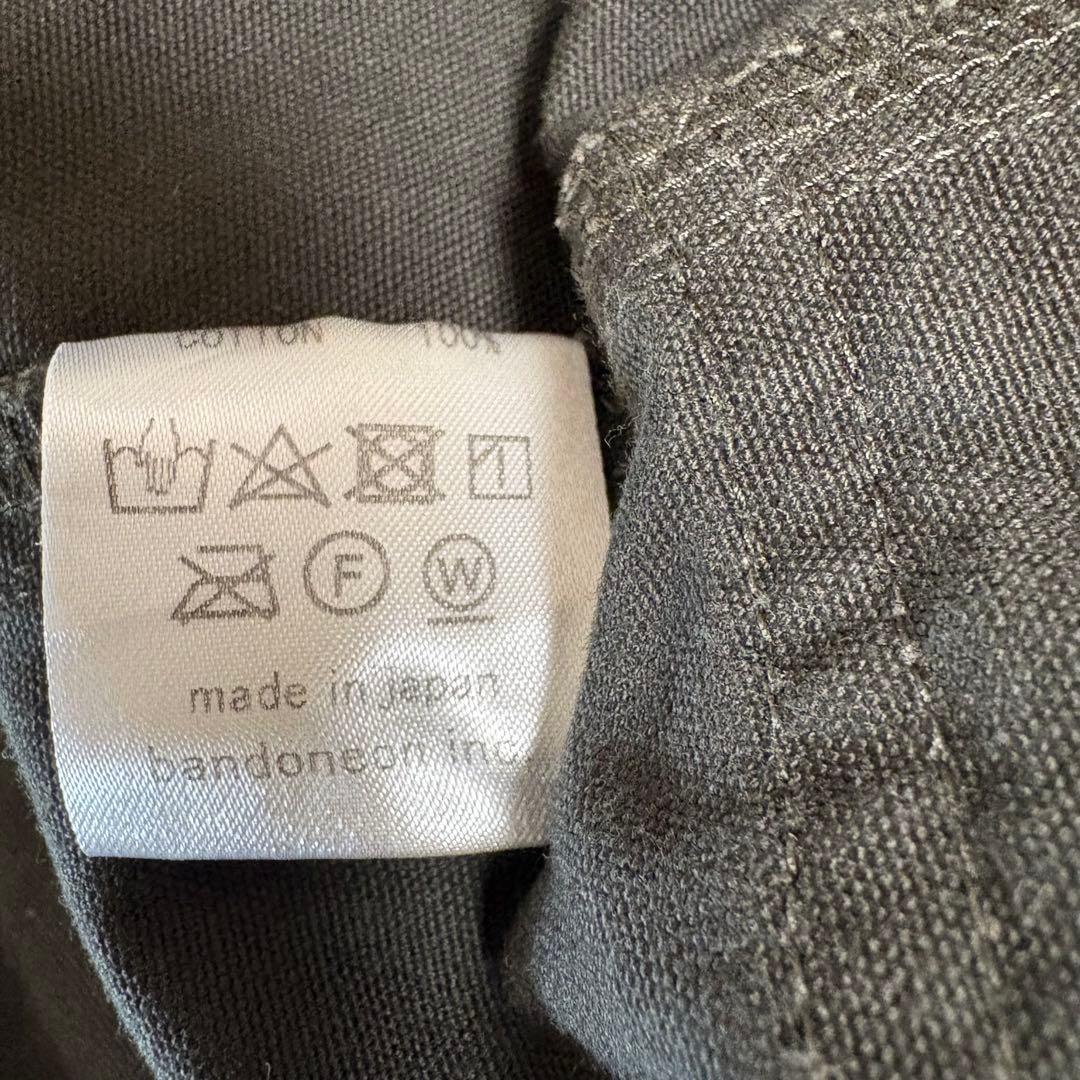 COTTON 100%
F W
made in japan
bandoneon inc